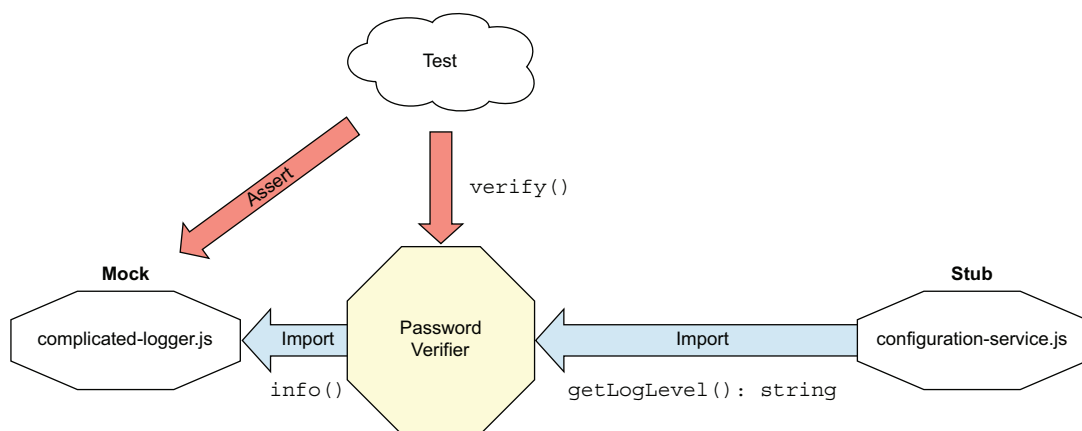 Test
Assert
verify()
Mock
Stub
complicated-logger.js
Import
Password
Verifier
Import
configuration-service.js
info()
getLogLevel(): string